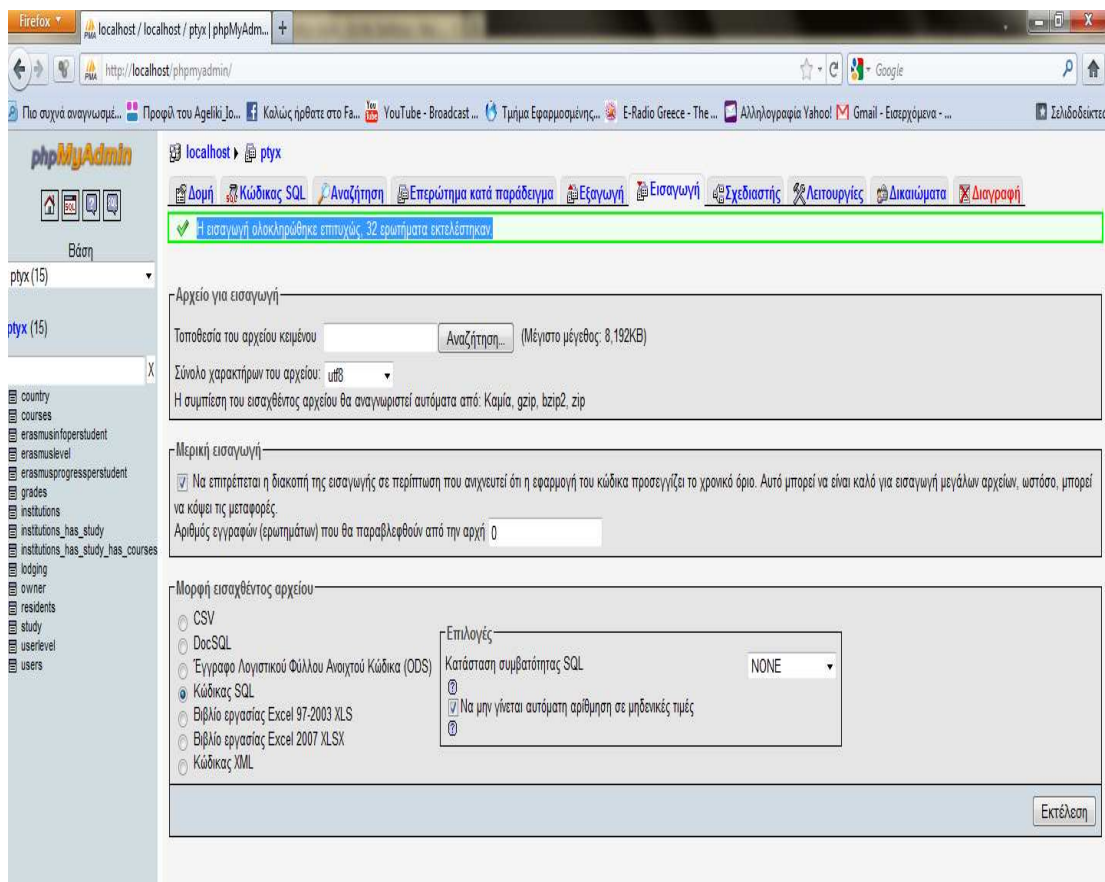 Firefox
localhost / localhost / ptyx | phpMyAdm...
http://localhost/phpmyadmin/
Google
Πιο συχνά αναγνωσμέ... Προφίλ του Ageliki_Io... Καλώς ήρθατε στο Fa... YouTube - Broadcast ... Τμήμα Εφαρμοσμένης... E-Radio Greece - The ... Αλληλογραφία Yahoo! Gmail - Εισερχόμενα - ... Σελιδοδείκτες
phpMyAdmin
localhost ▸ ptyx
Δομή Κώδικας SQL Αναζήτηση Επερώτημα κατά παράδειγμα Εξαγωγή Εισαγωγή Σχεδιαστής Λειτουργίες Δικαιώματα Διαγραφή
Η εισαγωγή ολοκληρώθηκε επιτυχώς, 32 ερωτήματα εκτελέστηκαν.
Βάση
ptyx (15)
ptyx (15)
X
country
courses
erasmusinfoperstudent
erasmuslevel
erasmusprogressperstudent
grades
institutions
institutions_has_study
institutions_has_study_has_courses
lodging
owner
residents
study
userlevel
users
Αρχείο για εισαγωγή
Τοποθεσία του αρχείου κειμένου Αναζήτηση... (Μέγιστο μέγεθος: 8,192KB)
Σύνολο χαρακτήρων του αρχείου: utf8
Η συμπίεση του εισαχθέντος αρχείου θα αναγνωριστεί αυτόματα από: Καμία, gzip, bzip2, zip
Μερική εισαγωγή
Να επιτρέπεται η διακοπή της εισαγωγής σε περίπτωση που ανιχνευτεί ότι η εφαρμογή του κώδικα προσεγγίζει το χρονικό όριο. Αυτό μπορεί να είναι καλό για εισαγωγή μεγάλων αρχείων, ωστόσο, μπορεί
να κόψει τις μεταφορές.
Αριθμός εγγραφών (ερωτημάτων) που θα παραβλεφθούν από την αρχή 0
Μορφή εισαχθέντος αρχείου
CSV
DocSQL
Έγγραφο Λογιστικού Φύλλου Ανοιχτού Κώδικα (ODS)
Κώδικας SQL
Βιβλίο εργασίας Excel 97-2003 XLS
Βιβλίο εργασίας Excel 2007 XLSX
Κώδικας XML
Επιλογές
Κατάσταση συμβατότητας SQL NONE
Να μην γίνεται αυτόματη αρίθμηση σε μηδενικές τιμές
Εκτέλεση